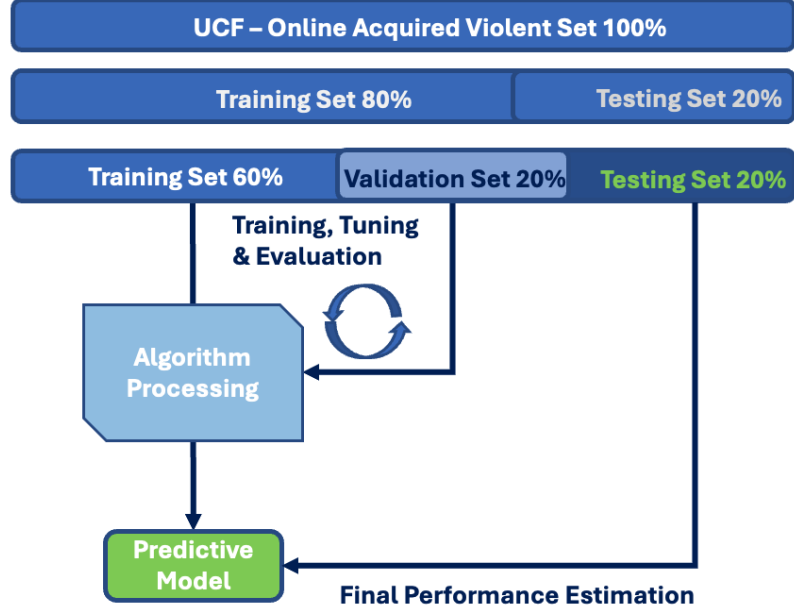 UCF – Online Acquired Violent Set 100%
Training Set 80%
Testing Set 20%
Training Set 60%
Validation Set 20%
Testing Set 20%
Training, Tuning
& Evaluation
Algorithm
Processing
Predictive
Model
Final Performance Estimation